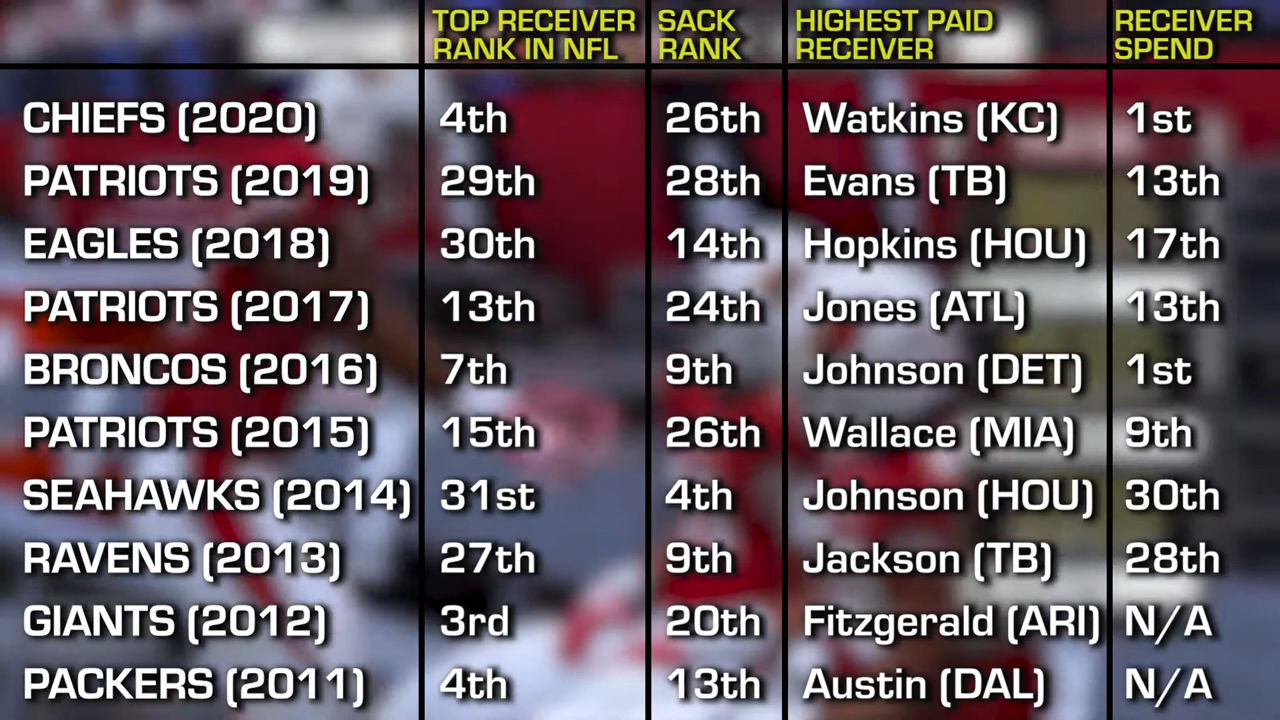 TOP RECEIVER RANK IN NFL SACK RANK HIGHEST PAID RECEIVER RECEIVER SPEND
CHIEFS (2020) 4th 26th Watkins (KC) 1st
PATRIOTS (2019) 29th 28th Evans (TB) 13th
EAGLES (2018) 30th 14th Hopkins (HOU) 17th
PATRIOTS (2017) 13th 24th Jones (ATL) 13th
BRONCOS (2016) 7th 9th Johnson (DET) 1st
PATRIOTS (2015) 15th 26th Wallace (MIA) 9th
SEAHAWKS (2014) 31st 4th Johnson (HOU) 30th
RAVENS (2013) 27th 9th Jackson (TB) 28th
GIANTS (2012) 3rd 20th Fitzgerald (ARI) N/A
PACKERS (2011) 4th 13th Austin (DAL) N/A